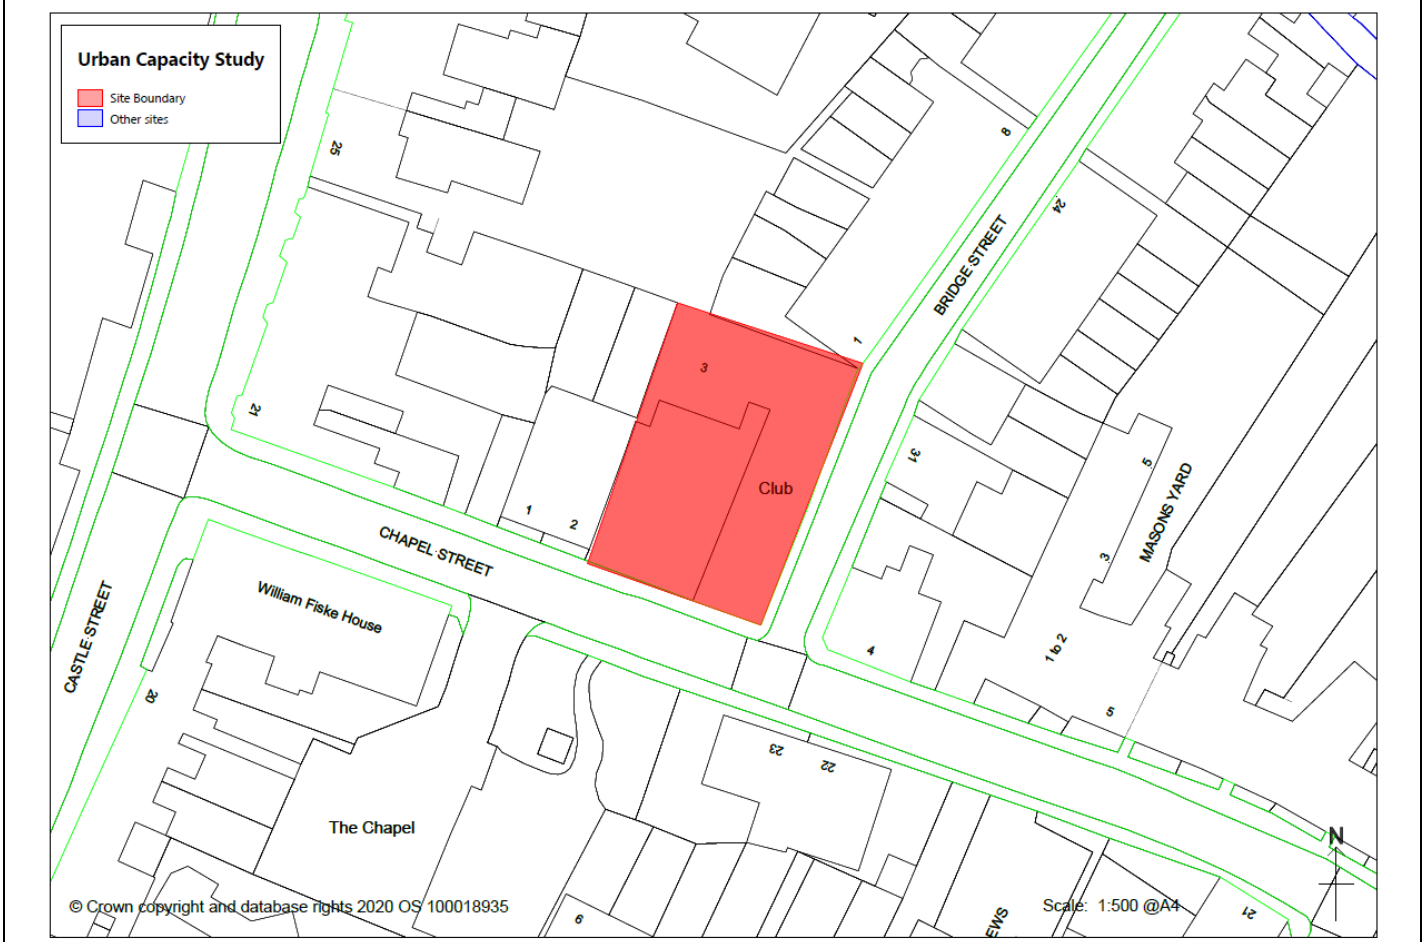 Urban Capacity Study
Site Boundary
Other sites
25
8
24
BRIDGE STREET
1
3
21
31
5
Club
MASONS YARD
1
2
CHAPEL STREET
3
William Fiske House
CASTLE STREET
4
1 to 2
20
5
23
22
The Chapel
N
© Crown copyright and database rights 2020 OS 100018935
Scale: 1:500 @A4
6
EWS
21